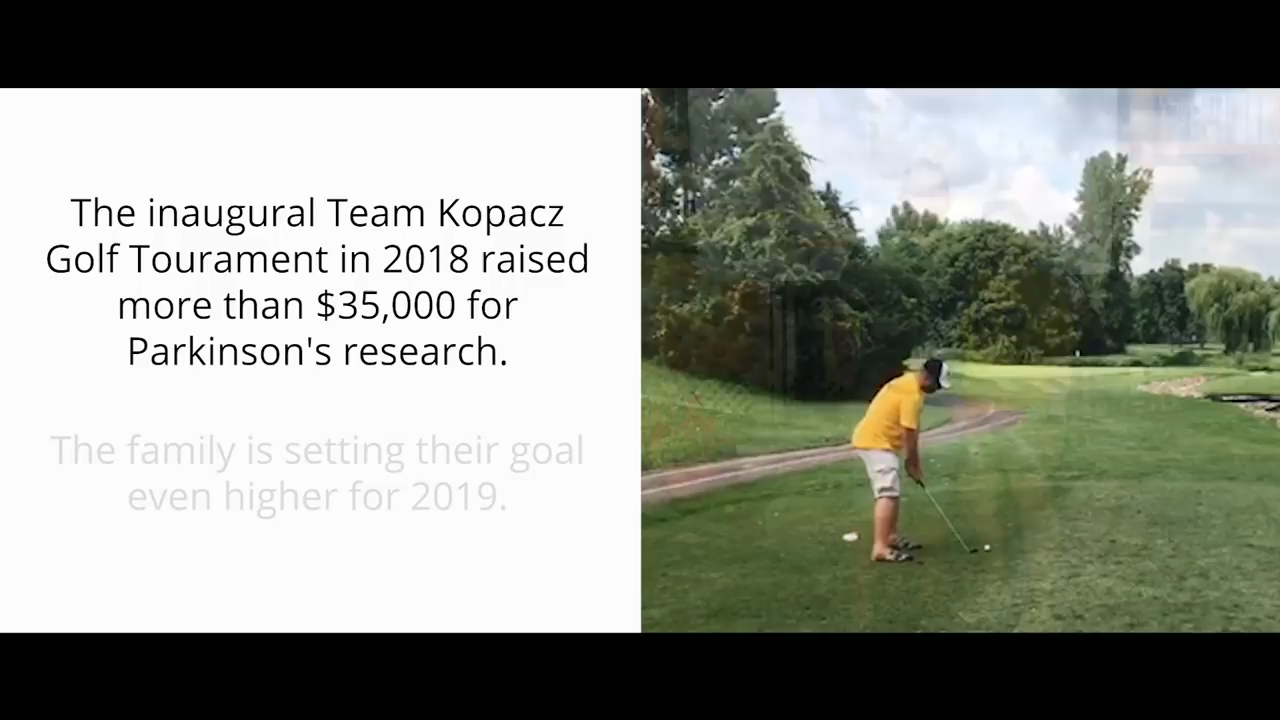 The inaugural Team Kopacz
Golf Tourament in 2018 raised
more than $35,000 for
Parkinson's research.
The family is setting their goal
even higher for 2019.